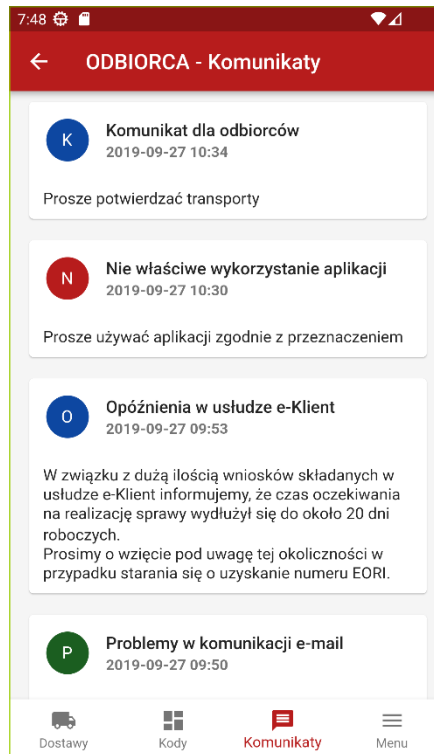 7:48
ODBIORCA - Komunikaty
K
Komunikat dla odbiorców
2019-09-27 10:34
Prosze potwierdzać transporty
N
Nie właściwe wykorzystanie aplikacji
2019-09-27 10:30
Prosze używać aplikacji zgodnie z przeznaczeniem
O
Opóźnienia w usłudze e-Klient
2019-09-27 09:53
W związku z dużą ilością wniosków składanych w
usłudze e-Klient informujemy, że czas oczekiwania
na realizację sprawy wydłużył się do około 20 dni
roboczych.
Prosimy o wzięcie pod uwagę tej okoliczności w
przypadku starania się o uzyskanie numeru EORI.
P
Problemy w komunikacji e-mail
2019-09-27 09:50
Dostawy
Kody
Komunikaty
Menu